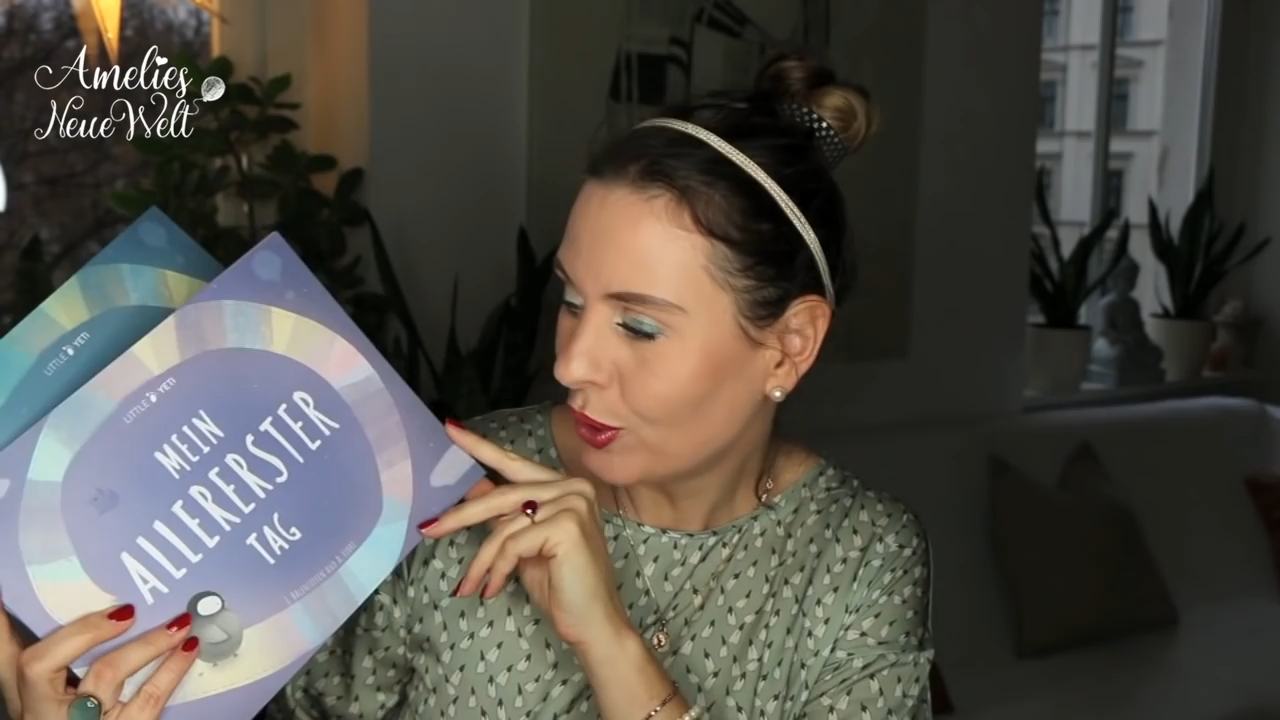 Amelies
Neue Welt
LITTLE YETI
LITTLE YETI
MEIN
ALLERERSTER
TAG